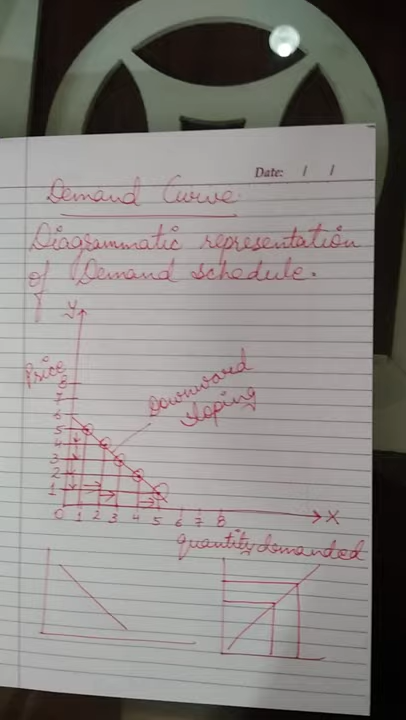 Date: / /
Demand Curve
Diagrammatic representation
of Demand schedule.
Y
Price
8
7
6
5
4
3
2
1
Downward
sloping
0 1 2 3 4 5 6 7 8 X
quantity demanded